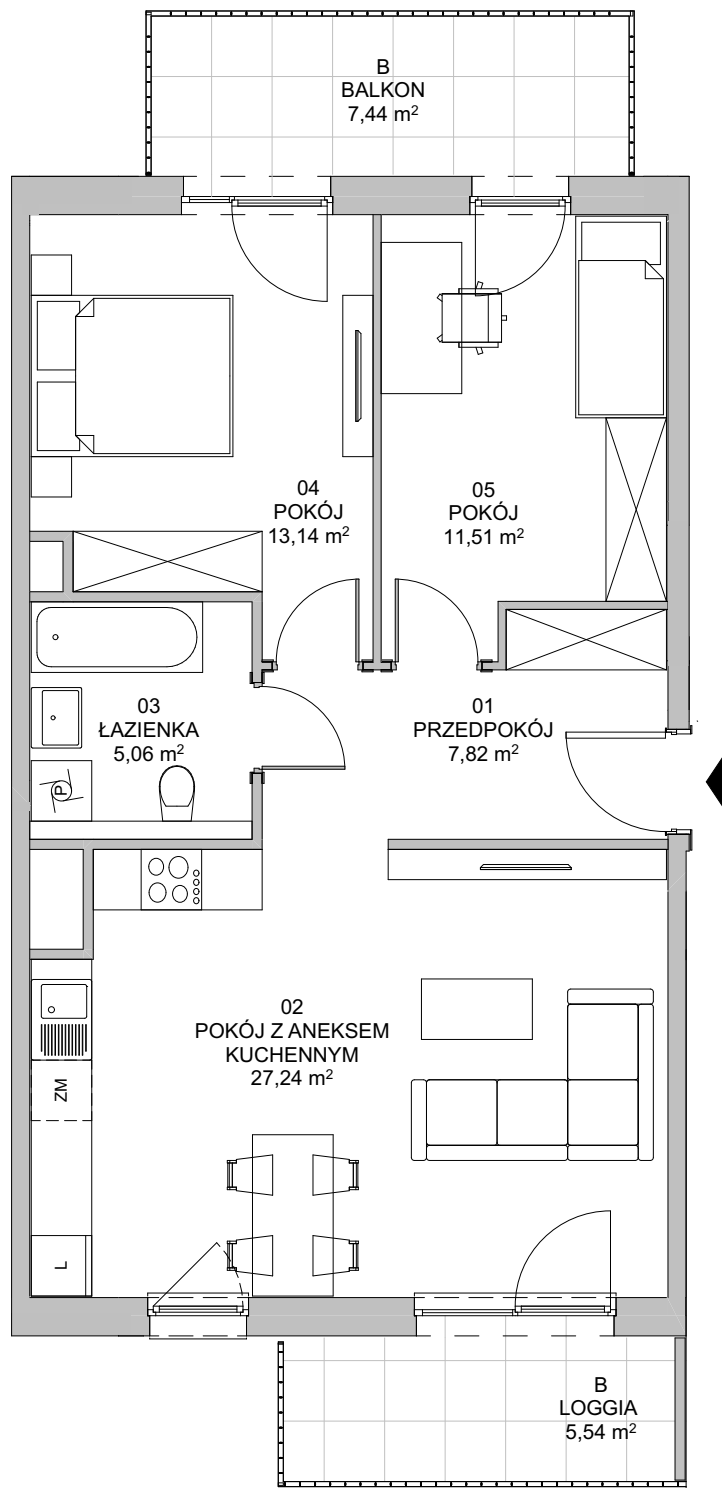 B
BALKON
7,44 m²
04
POKÓJ
13,14 m²
05
POKÓJ
11,51 m²
03
ŁAZIENKA
5,06 m²
01
PRZEDPOKÓJ
7,82 m²
P
02
POKÓJ Z ANEKSEM
KUCHENNYM
27,24 m²
ZM
L
B
LOGGIA
5,54 m²